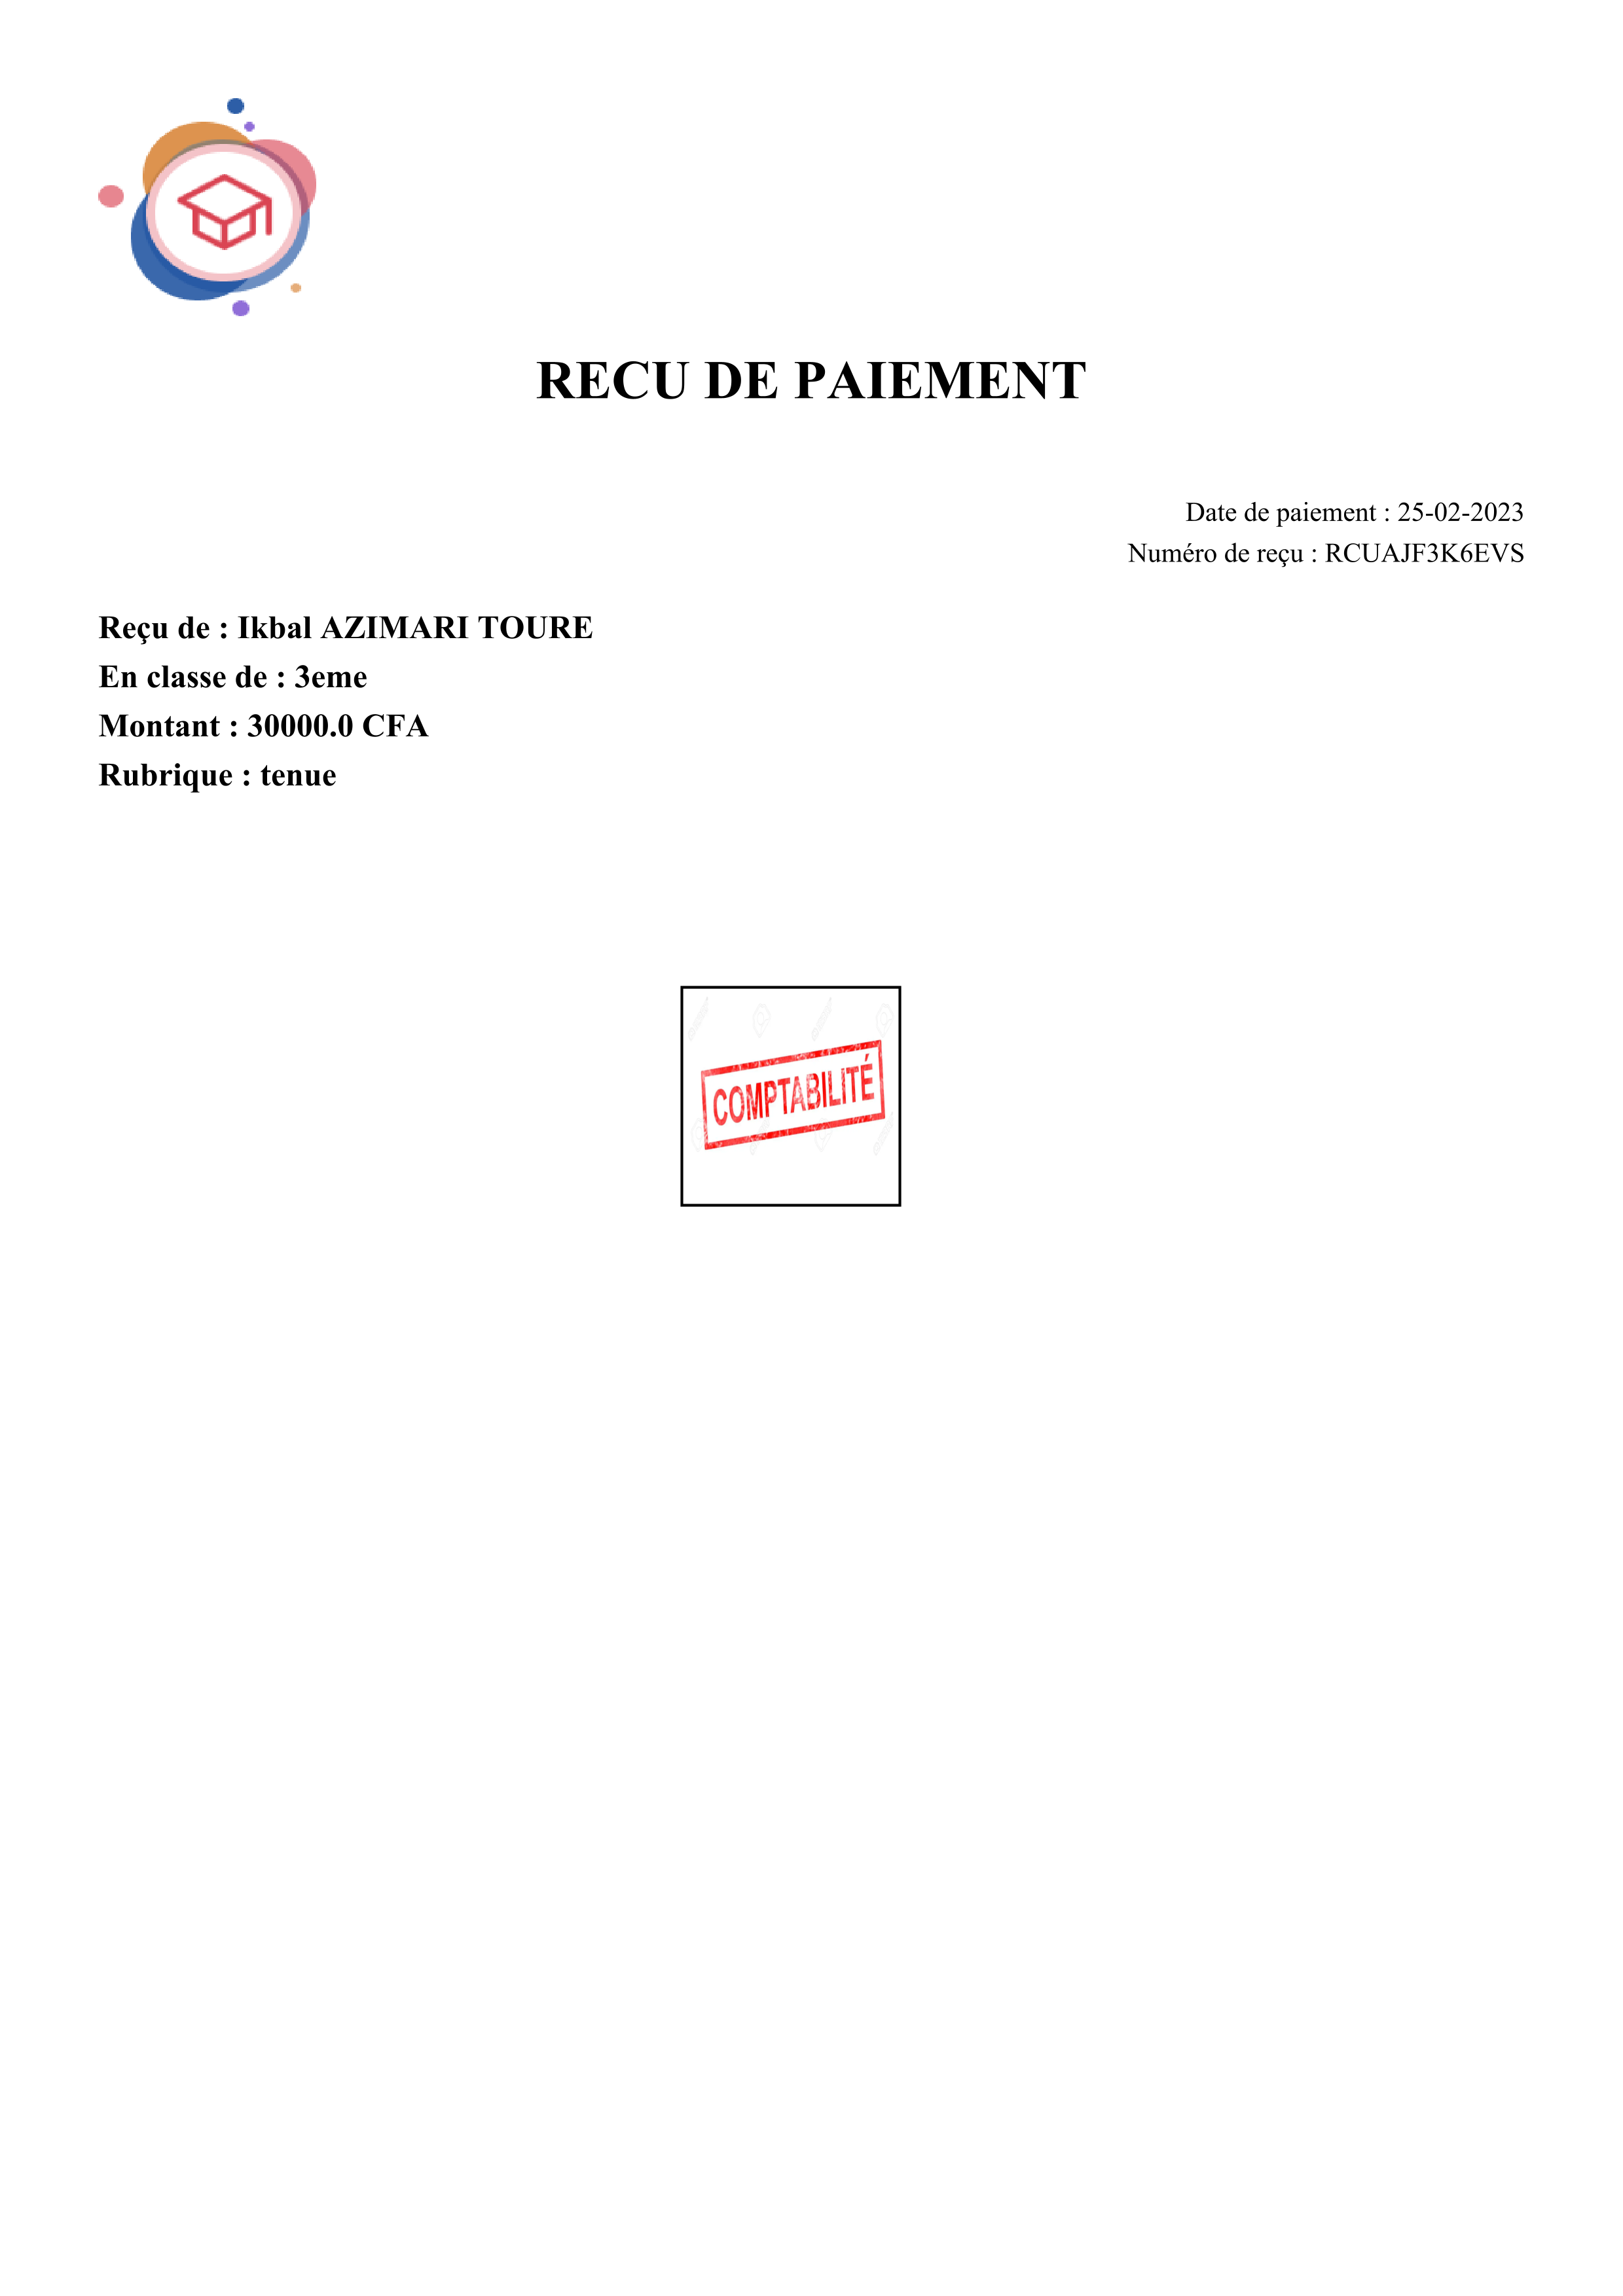 RECU DE PAIEMENT
Date de paiement : 25-02-2023
Numéro de reçu : RCUAJF3K6EVS
Reçu de : Ikbal AZIMARI TOURE
En classe de : 3eme
Montant : 30000.0 CFA
Rubrique : tenue
COMPTABILITÉ